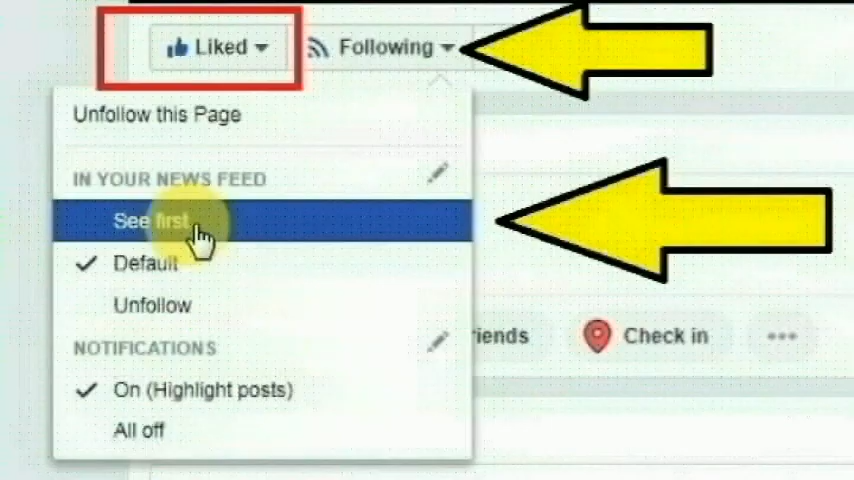 Liked Following
Unfollow this Page
IN YOUR NEWS FEED
See first
Default
Unfollow
NOTIFICATIONS
riends Check in
On (Highlight posts)
All off